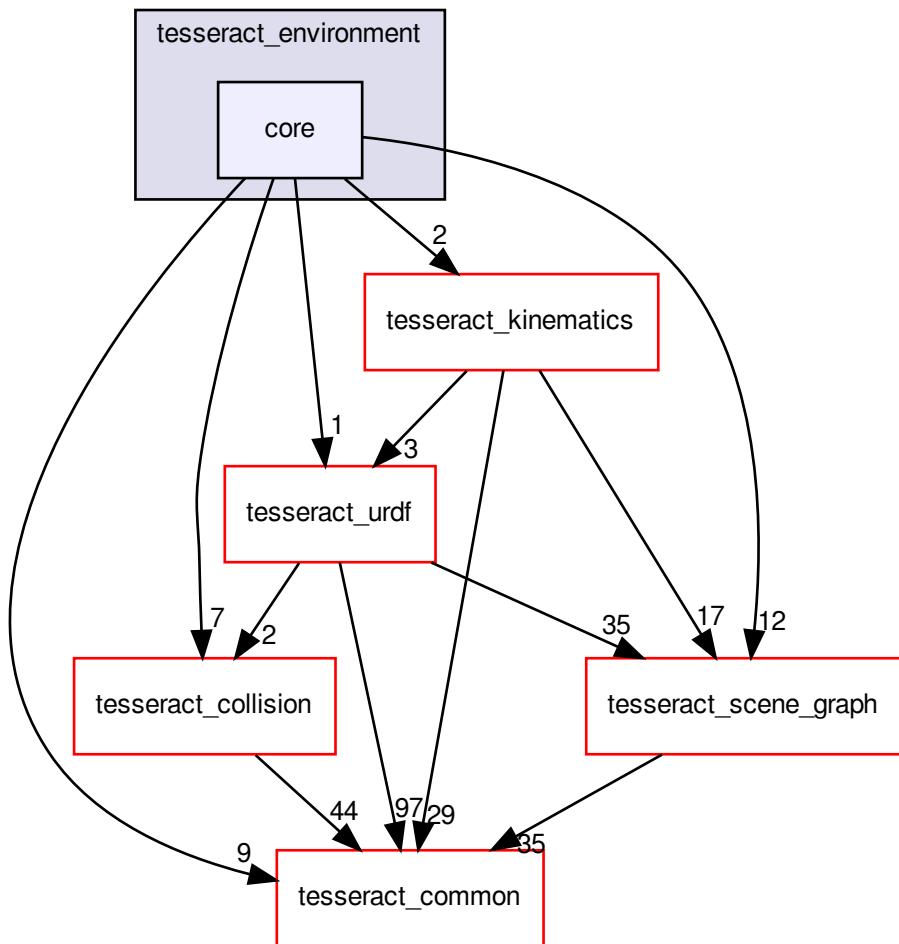 tesseract_environment
core
2
tesseract_kinematics
1
3
tesseract_urdf
7
2
35
17
12
tesseract_collision
tesseract_scene_graph
44
97
29
35
9
tesseract_common